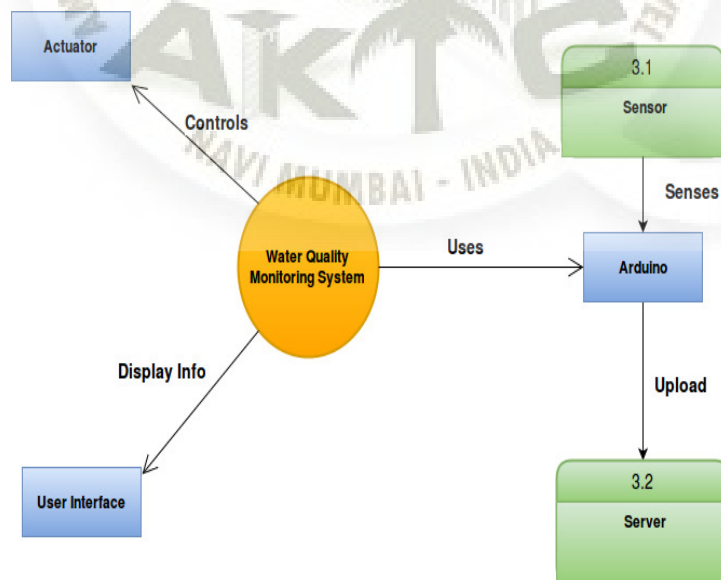 AKTC
NAVI MUMBAI - INDIA
Actuator
3.1
Sensor
Controls
Senses
Water Quality
Monitoring System
Uses
Arduino
Display Info
Upload
User Interface
3.2
Server